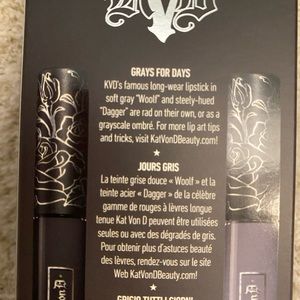 GRAYS FOR DAYS
KVD's famous long-wear lipstick in
soft gray "Woolf" and steely-hued
"Dagger" are rad on their own, or as a
grayscale ombré. For more lip art tips
and tricks, visit KatVonDBeauty.com!
JOURS GRIS
La teinte grise douce « Woolf » et la
teinte acier « Dagger » de la célèbre
gamme de rouges à lèvres longue
tenue Kat Von D peuvent être utilisées
seules ou avec des dégradés de gris.
Pour obtenir plus d'astuces beauté
des lèvres, rendez-vous sur le site
Web KatVonDBeauty.com!
GRIGIO TUTTI I GIORNI